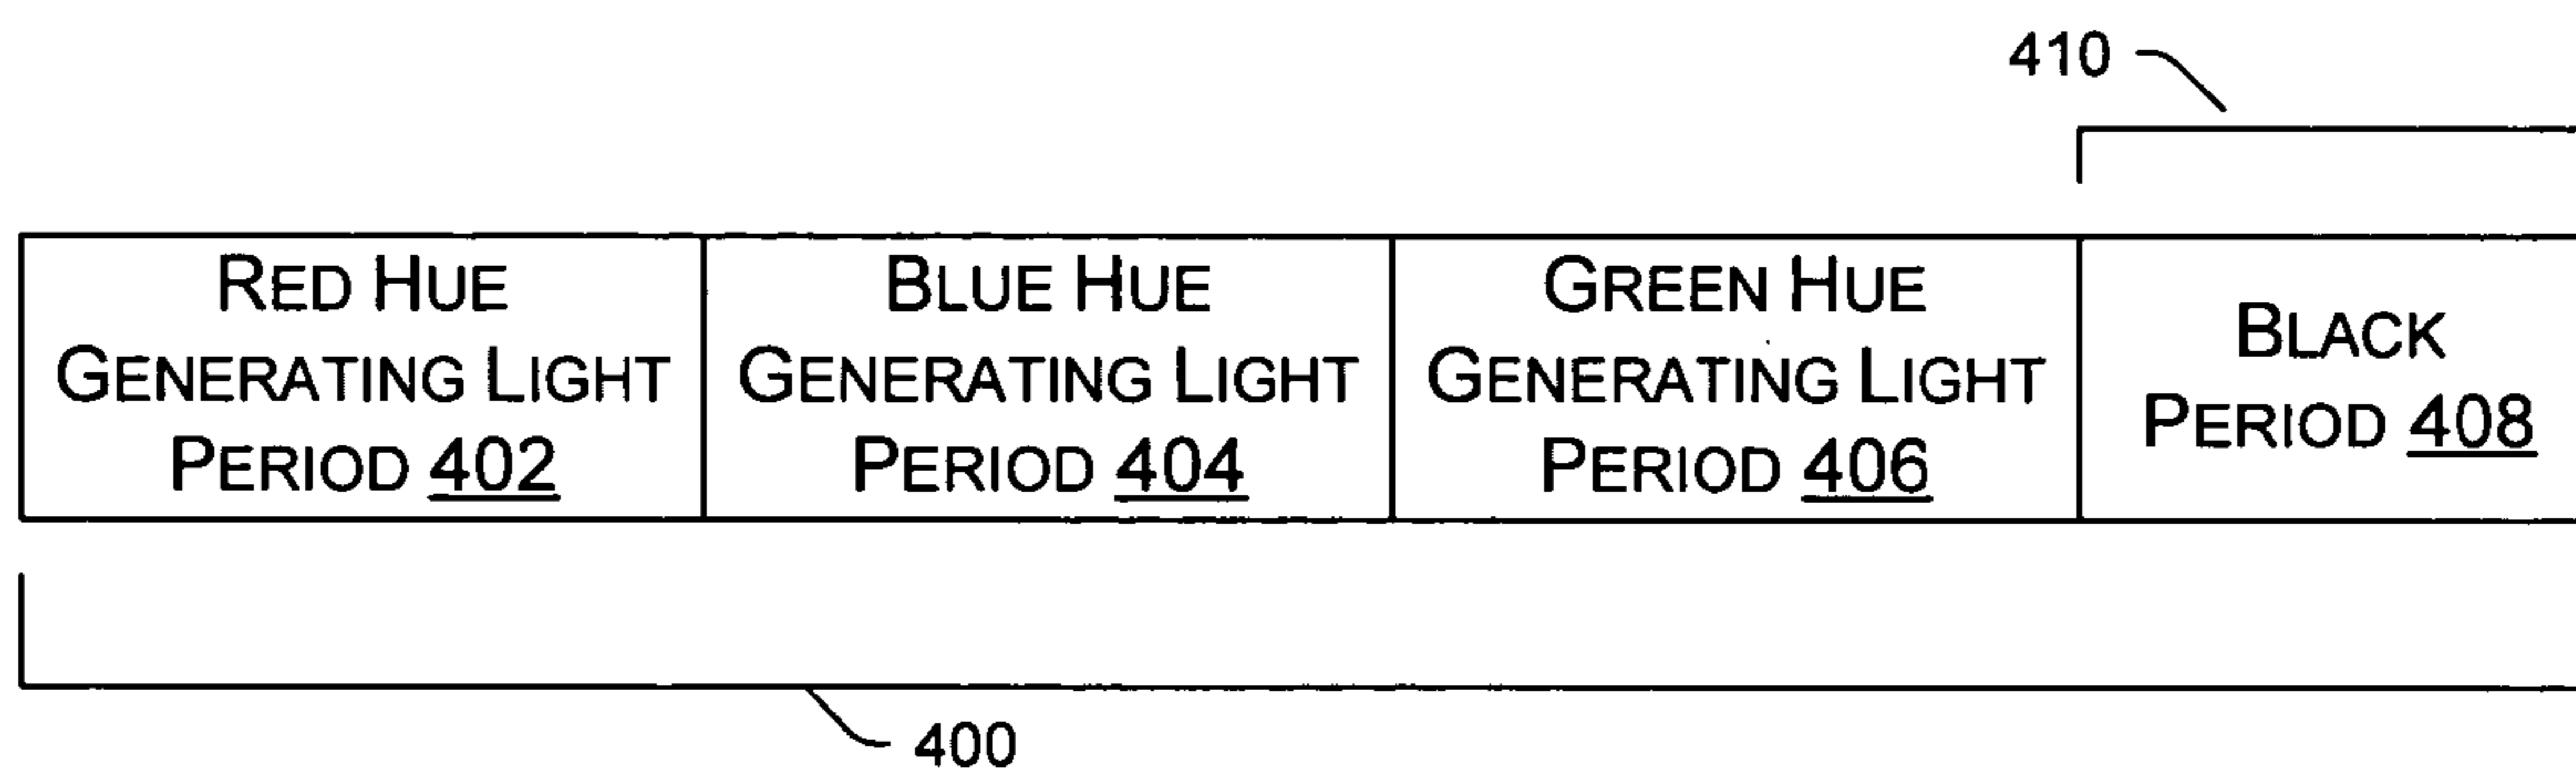 410
RED HUE
GENERATING LIGHT
PERIOD 402
BLUE HUE
GENERATING LIGHT
PERIOD 404
GREEN HUE
GENERATING LIGHT
PERIOD 406
BLACK
PERIOD 408
400